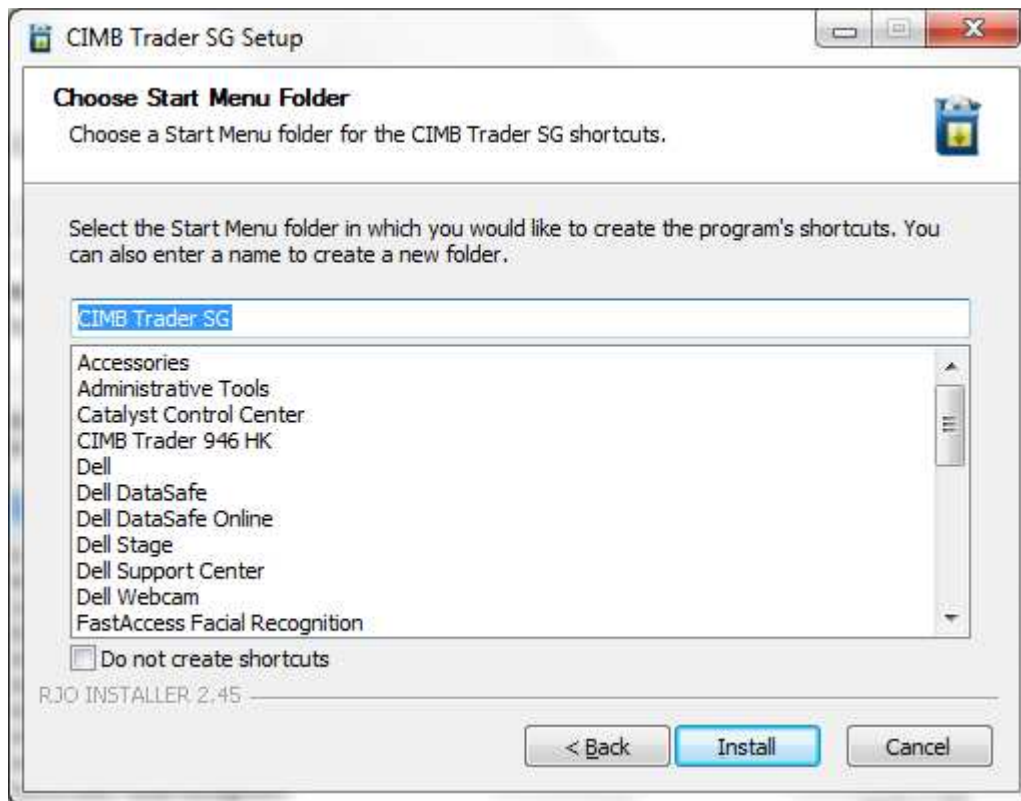 CIMB Trader SG Setup
Choose Start Menu Folder
Choose a Start Menu folder for the CIMB Trader SG shortcuts.
Select the Start Menu folder in which you would like to create the program's shortcuts. You
can also enter a name to create a new folder.
CIMB Trader SG
Accessories
Administrative Tools
Catalyst Control Center
CIMB Trader 946 HK
Dell
Dell DataSafe
Dell DataSafe Online
Dell Stage
Dell Support Center
Dell Webcam
FastAccess Facial Recognition
Do not create shortcuts
RJO INSTALLER 2.45
< Back Install Cancel